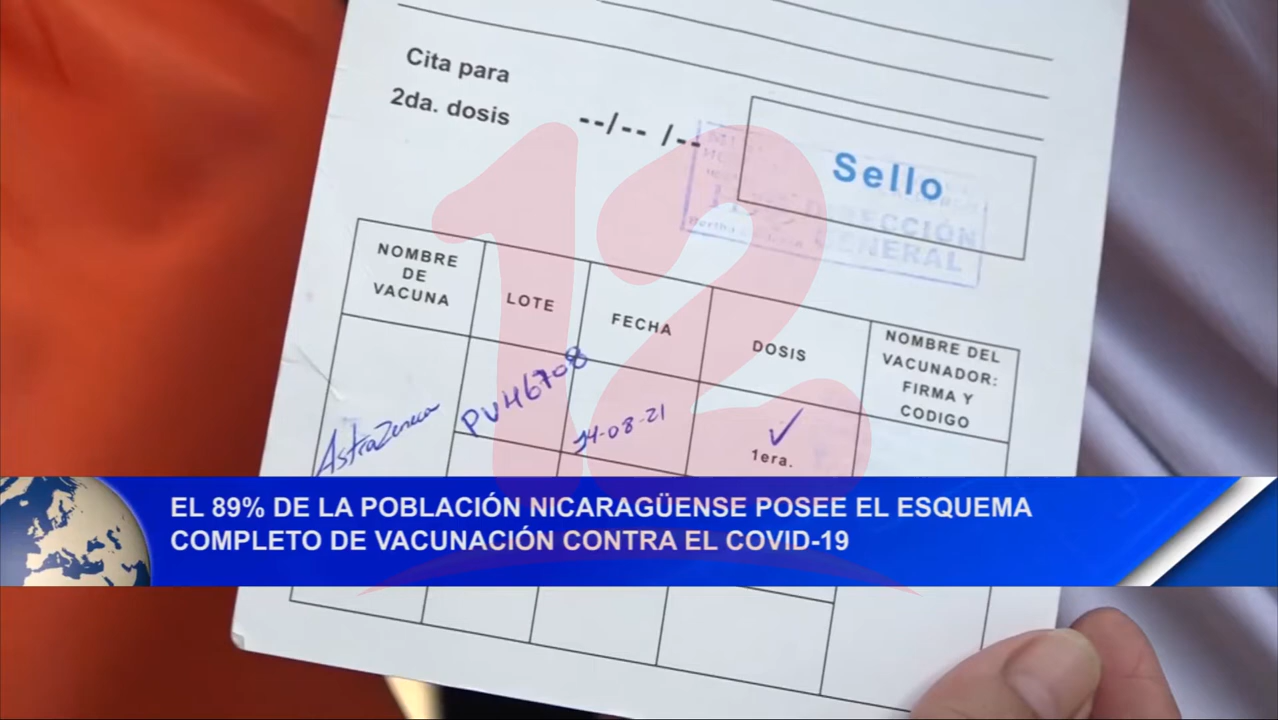 Cita para
2da. dosis --/-- /--
Sello
DIRECCIÓN
GENERAL
NOMBRE
DE
VACUNA
LOTE
FECHA
DOSIS
NOMBRE DEL
VACUNADOR:
FIRMA Y
CODIGO
AstraZeneca
PV46708
14-08-21
✓
1era.
12
EL 89% DE LA POBLACIÓN NICARAGÜENSE POSEE EL ESQUEMA
COMPLETO DE VACUNACIÓN CONTRA EL COVID-19